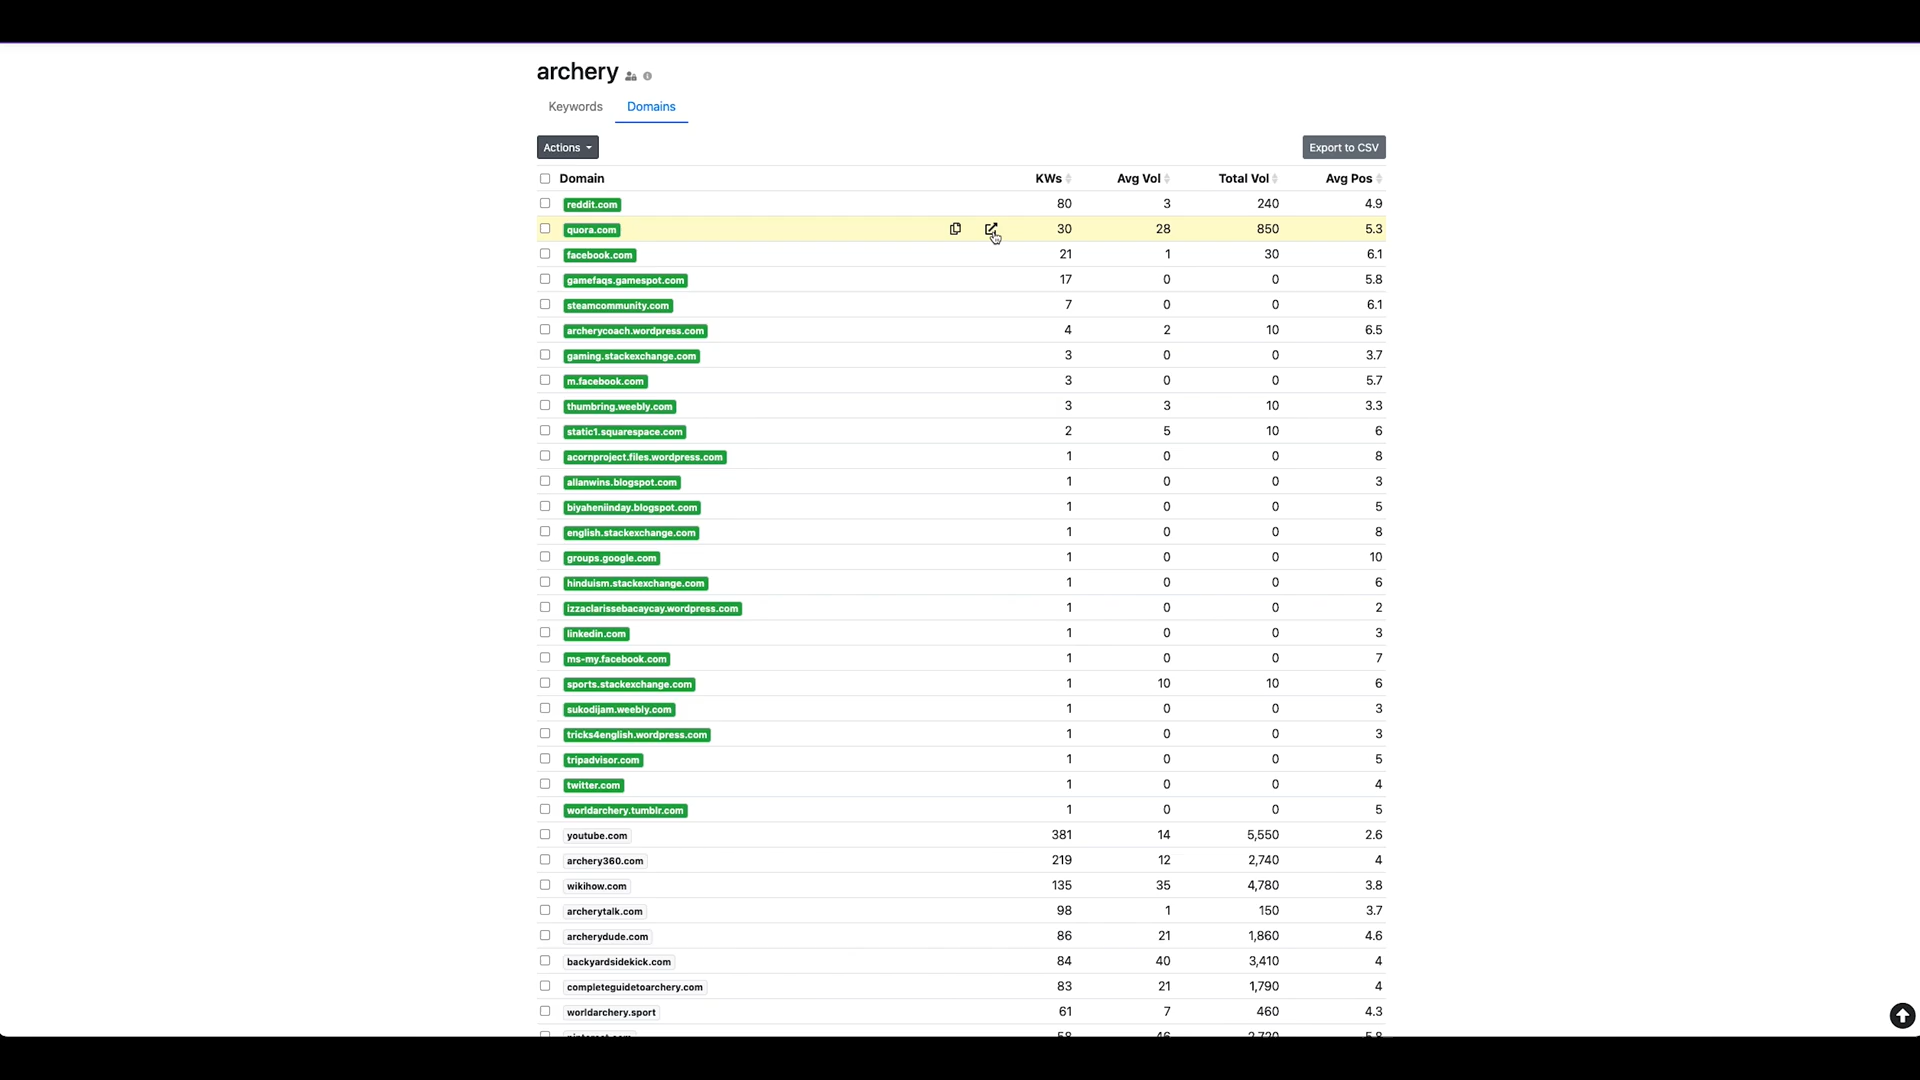 archery
Keywords Domains
Actions Export to CSV
Domain KWs Avg Vol Total Vol Avg Pos
reddit.com 80 3 240 4.9
quora.com 30 28 850 5.3
facebook.com 21 1 30 6.1
gamefaqs.gamespot.com 17 0 0 5.8
steamcommunity.com 7 0 0 6.1
archerycoach.wordpress.com 4 2 10 6.5
gaming.stackexchange.com 3 0 0 3.7
m.facebook.com 3 0 0 5.7
thumbring.weebly.com 3 3 10 3.3
static1.squarespace.com 2 5 10 6
acornproject.files.wordpress.com 1 0 0 8
allanwins.blogspot.com 1 0 0 3
biyaheniinday.blogspot.com 1 0 0 5
english.stackexchange.com 1 0 0 8
groups.google.com 1 0 0 10
hinduism.stackexchange.com 1 0 0 6
izzaclarissebacaycay.wordpress.com 1 0 0 2
linkedin.com 1 0 0 3
ms-my.facebook.com 1 0 0 7
sports.stackexchange.com 1 10 10 6
sukodijam.weebly.com 1 0 0 3
tricks4english.wordpress.com 1 0 0 3
tripadvisor.com 1 0 0 5
twitter.com 1 0 0 4
worldarchery.tumblr.com 1 0 0 5
youtube.com 381 14 5,550 2.6
archery360.com 219 12 2,740 4
wikihow.com 135 35 4,780 3.8
archerytalk.com 98 1 150 3.7
archerydude.com 86 21 1,860 4.6
backyardsidekick.com 84 40 3,410 4
completeguidetoarchery.com 83 21 1,790 4
worldarchery.sport 61 7 460 4.3